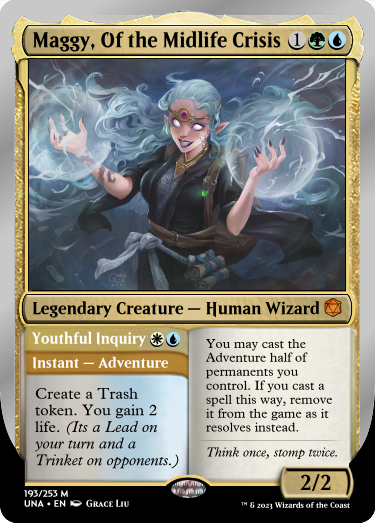 Maggy, Of the Midlife Crisis 1
Legendary Creature — Human Wizard
Youthful Inquiry
Instant — Adventure
Create a Trash
token. You gain 2
life. (Its a Lead on
your turn and a
Trinket on opponents.)
You may cast the
Adventure half of
permanents you
control. If you cast a
spell this way, remove
it from the game as it
resolves instead.
Think once, stomp twice.
2/2
193/253 M
UNA • EN Grace Liu
™ & 2023 Wizards of the Coast